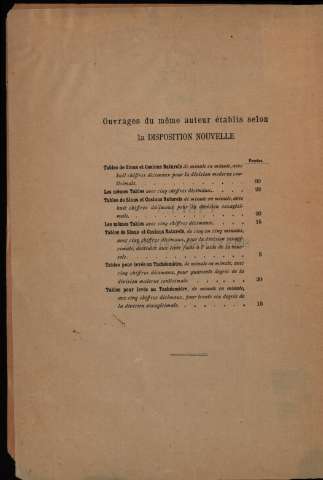 Ouvrages du même auteur établis selon
la DISPOSITION NOUVELLE
Francs.
Tables de Sinus et Cosinus Naturels de minute en minute, avec
huit chiffres décimaux pour la division moderne cen-
tésimale. 60
Les mêmes Tables avec cinq chiffres décimaux.
Tables de Sinus et Cosinus Naturels de minute en minute, avec
huit chiffres décimaux, pour la division sexagési-
male.
Les mêmes Tables avec cinq chiffres décimaux. 15
Tables de Sinus et Cosinus Naturels, de cinq en cinq minutes,
avec cinq chiffres décimaux, pour la division sexagé-
simale, destinées aux levés faits à l'aide de la
5
Tables pour levés au Tachéomètre, de minute en minute, avec
cinq chiffres décimaux, pour quarante degrés de la
division moderne centésimale. 20
Tables pour levés au Tachéomètre, de minute en minute,
avec cinq chiffres décimaux, pour trente six degrés de
la division sexagésimale.